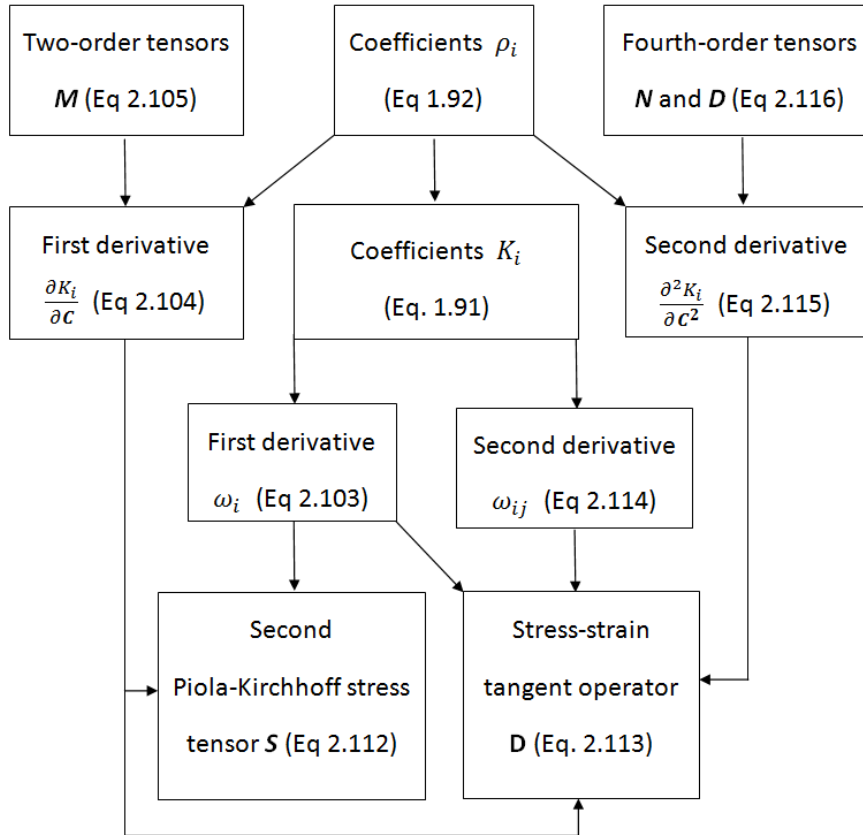 Two-order tensors
M (Eq 2.105)
Coefficients ρᵢ
(Eq 1.92)
Fourth-order tensors
N and D (Eq 2.116)
First derivative
∂Kᵢ/∂C (Eq 2.104)
Coefficients Kᵢ
(Eq. 1.91)
Second derivative
∂²Kᵢ/∂C² (Eq 2.115)
First derivative
ωᵢ (Eq 2.103)
Second derivative
ωᵢⱼ (Eq 2.114)
Second
Piola-Kirchhoff stress
tensor S (Eq 2.112)
Stress-strain
tangent operator
D (Eq. 2.113)